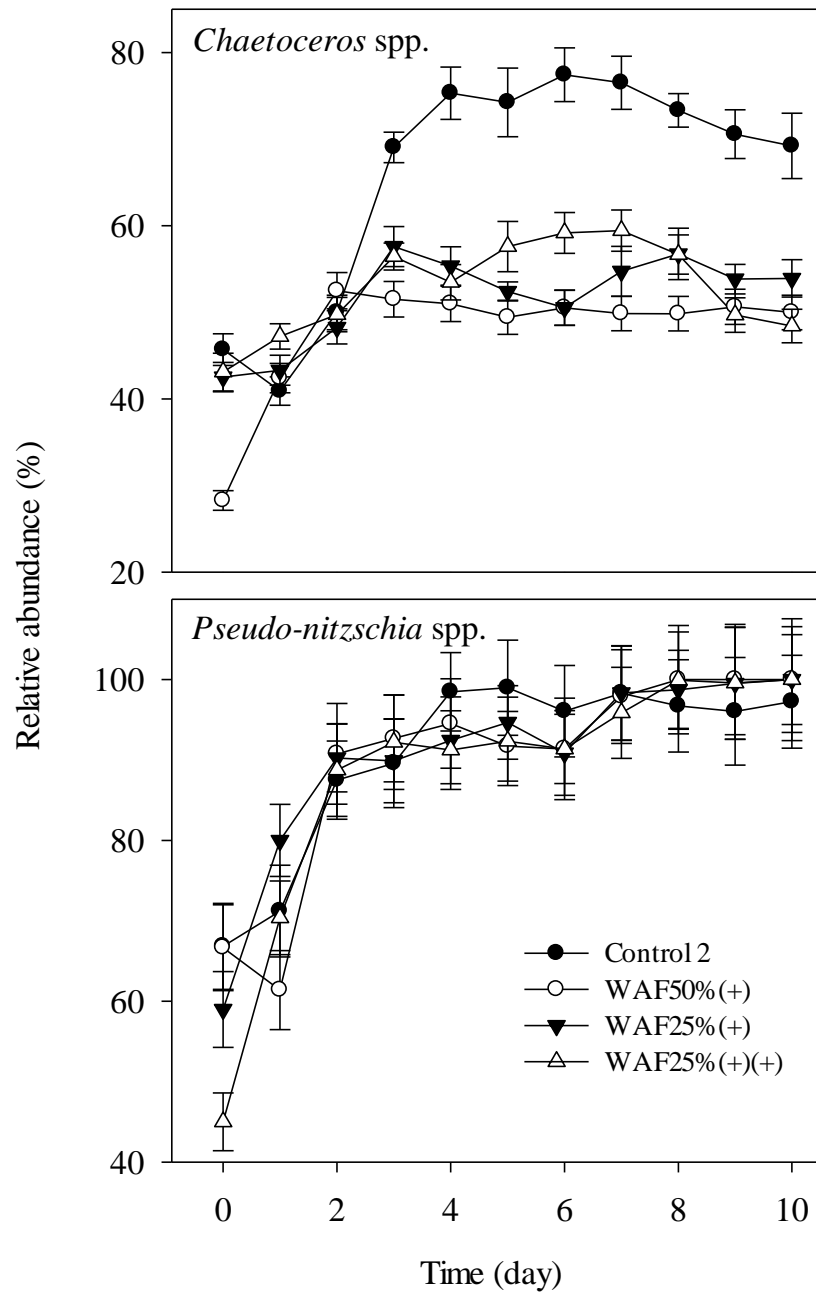 Chaetoceros spp.
80
60
40
20
Relative abundance (%)
Pseudo-nitzschia spp.
100
80
60
40
Control 2
WAF50%(+)
WAF25%(+)
WAF25%(+)(+)
0 2 4 6 8 10
Time (day)